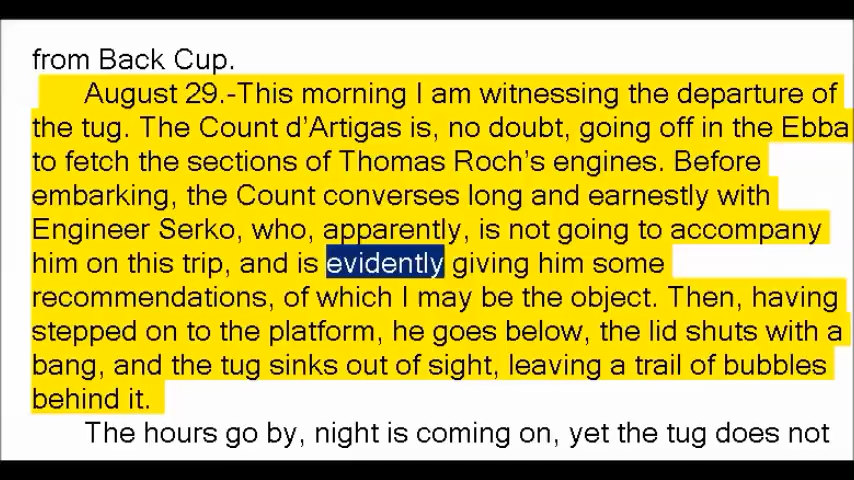 from Back Cup.
August 29.-This morning I am witnessing the departure of
the tug. The Count d'Artigas is, no doubt, going off in the Ebba
to fetch the sections of Thomas Roch's engines. Before
embarking, the Count converses long and earnestly with
Engineer Serko, who, apparently, is not going to accompany
him on this trip, and is evidently giving him some
recommendations, of which I may be the object. Then, having
stepped on to the platform, he goes below, the lid shuts with a
bang, and the tug sinks out of sight, leaving a trail of bubbles
behind it.
The hours go by, night is coming on, yet the tug does not